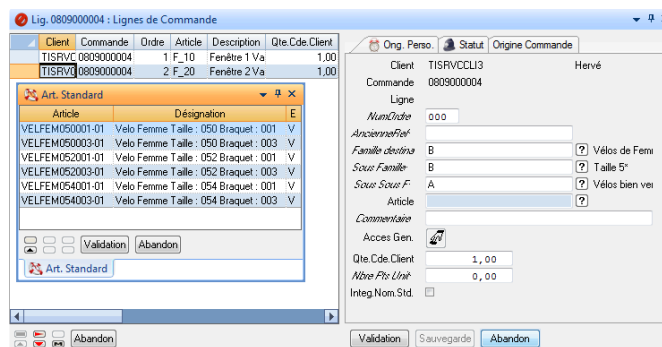 Lig. 0809000004 : Lignes de Commande
Client Commande Ordre Article Description Qte.Cde.Client
TISRVC 0809000004 1 F_10 Fenêtre 1 Va 1,00
TISRVC 0809000004 2 F_20 Fenêtre 2 Va 1,00
Art. Standard
Article Désignation E
VELFEM050001-01 Velo Femme Taille : 050 Braquet : 001 V
VELFEM050003-01 Velo Femme Taille : 050 Braquet : 003 V
VELFEM052001-01 Velo Femme Taille : 052 Braquet : 001 V
VELFEM052003-01 Velo Femme Taille : 052 Braquet : 003 V
VELFEM054001-01 Velo Femme Taille : 054 Braquet : 001 V
VELFEM054003-01 Velo Femme Taille : 054 Braquet : 003 V
Validation Abandon
Art. Standard
Abandon
Ong. Perso. Statut Origine Commande
Client TISRVCCLI3 Hervé
Commande 0809000004
Ligne
NumOrdre 000
AncienneRef
Famille destina B ? Vélos de Fem
Sous Famille B ? Taille 5*
Sous Sous F A ? Vélos bien ver
Article ?
Commentaire
Acces Gen.
Qte.Cde.Client 1,00
Nbre Pts Unit 0,00
Integ.Nom.Std.
Validation Sauvegarde Abandon